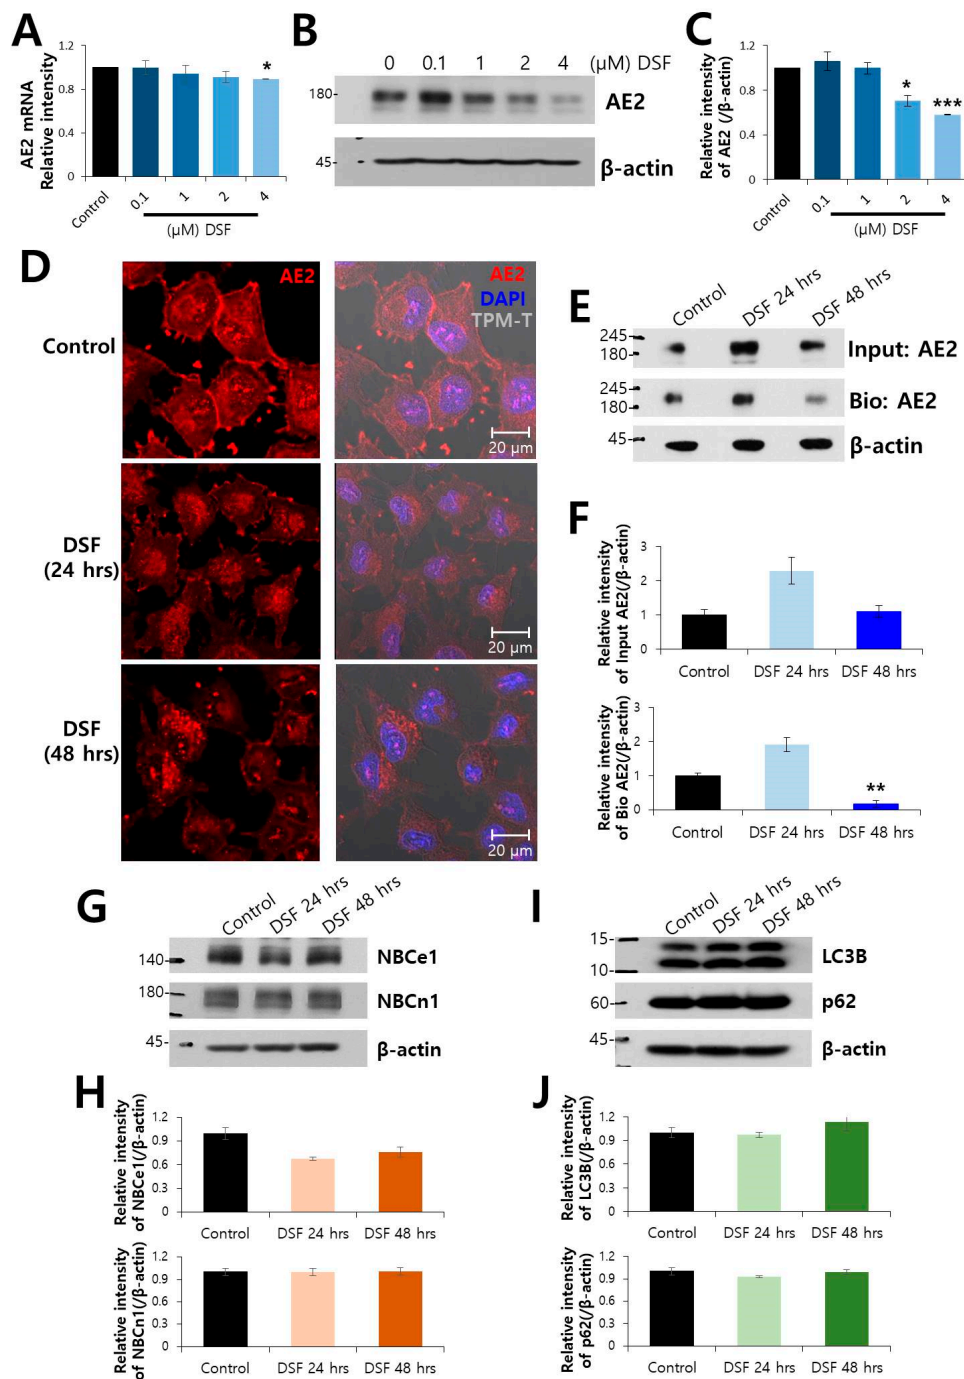 A
AE2 mRNA
Relative intensity
1.2
0.8
0.4
0
*
Control
0.1
1
2
4
(μM) DSF
B
0 0.1 1 2 4 (μM) DSF
180-
AE2
45-
β-actin
C
Relative intensity
of AE2 (/β-actin)
1.2
0.8
0.4
0
*
***
Control
0.1
1
2
4
(μM) DSF
D
AE2
AE2
DAPI
TPM-T
Control
20 μm
DSF
(24 hrs)
20 μm
DSF
(48 hrs)
20 μm
E
Control
DSF 24 hrs
DSF 48 hrs
245-
180-
Input: AE2
245-
180-
Bio: AE2
45-
β-actin
F
Relative intensity
of Input AE2(/β-actin)
3
2
1
0
Control DSF 24 hrs DSF 48 hrs
Relative intensity
of Bio AE2(/β-actin)
3
2
1
0
**
Control DSF 24 hrs DSF 48 hrs
G
Control
DSF 24 hrs
DSF 48 hrs
140-
NBCe1
180-
NBCn1
45-
β-actin
H
Relative intensity
of NBCe1(/β-actin)
1.2
0.9
0.6
0.3
0
Control DSF 24 hrs DSF 48 hrs
Relative intensity
of NBCn1(/β-actin)
1.2
0.9
0.6
0.3
0
Control DSF 24 hrs DSF 48 hrs
I
Control
DSF 24 hrs
DSF 48 hrs
15-
10-
LC3B
60-
p62
45-
β-actin
J
Relative intensity
of LC3B(/β-actin)
1.2
0.9
0.6
0.3
0
Control DSF 24 hrs DSF 48 hrs
Relative intensity
of p62(/β-actin)
1.2
0.9
0.6
0.3
0
Control DSF 24 hrs DSF 48 hrs